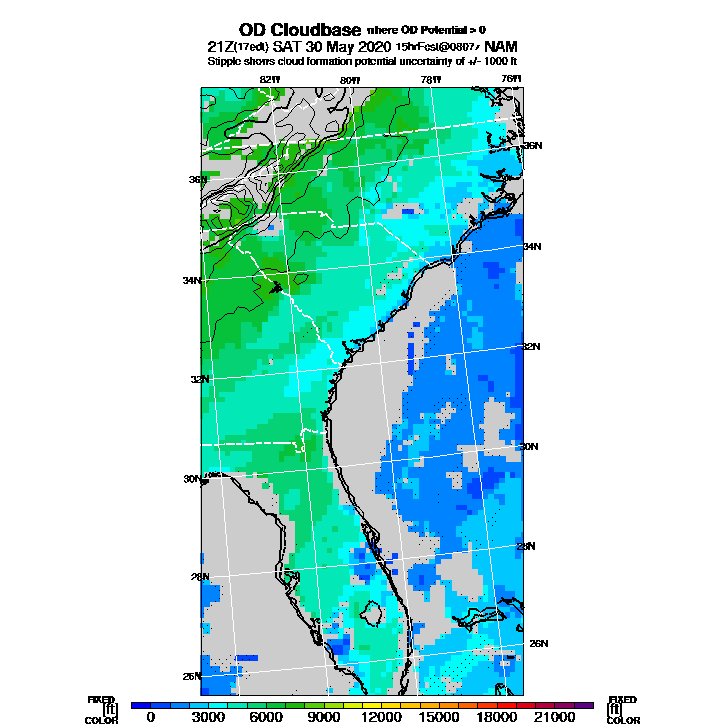 OD Cloudbase where OD Potential > 0
21Z(17edt) SAT 30 May 2020 15hrFcst@0807z NAM
Stipple shows cloud formation potential uncertainty of +/- 1000 ft
82W 80W 78W 76W
36N 36N
34N 34N
32N 32N
30N 30N
28N 28N
26N 26N
FIXED FIXED
[ft] [ft]
COLOR 0 3000 6000 9000 12000 15000 18000 21000 COLOR